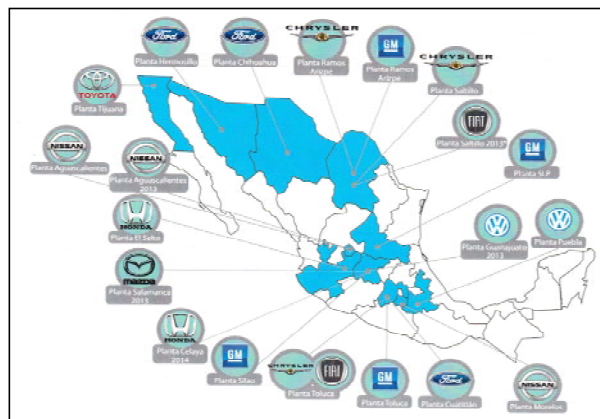 Ford
Planta Hermosillo
Ford
Planta Chihuahua
CHRYSLER
Planta Ramos
Arizpe
GM
Planta Ramos
Arizpe
CHRYSLER
Planta Saltillo
TOYOTA
Planta Tijuana
FIAT
Planta Saltillo 2013*
NISSAN
Planta Aguascalientes
NISSAN
Planta Aguascalientes
2013
GM
Planta SLP
HONDA
Planta El Salto
Planta Guanajuato
2013
Planta Puebla
mazda
Planta Salamanca
2013
HONDA
Planta Celaya
2014
GM
Planta Silao
CHRYSLER
FIAT
Planta Toluca
GM
Planta Toluca
Ford
Planta Cuatitlán
NISSAN
Planta Morelos